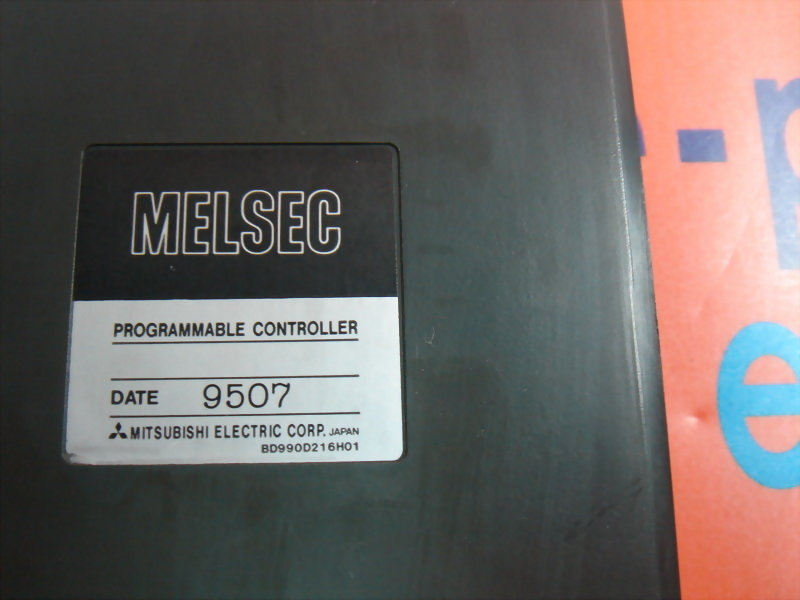 MELSEC
PROGRAMMABLE CONTROLLER
DATE 9507
MITSUBISHI ELECTRIC CORP. JAPAN
BD990D216H01